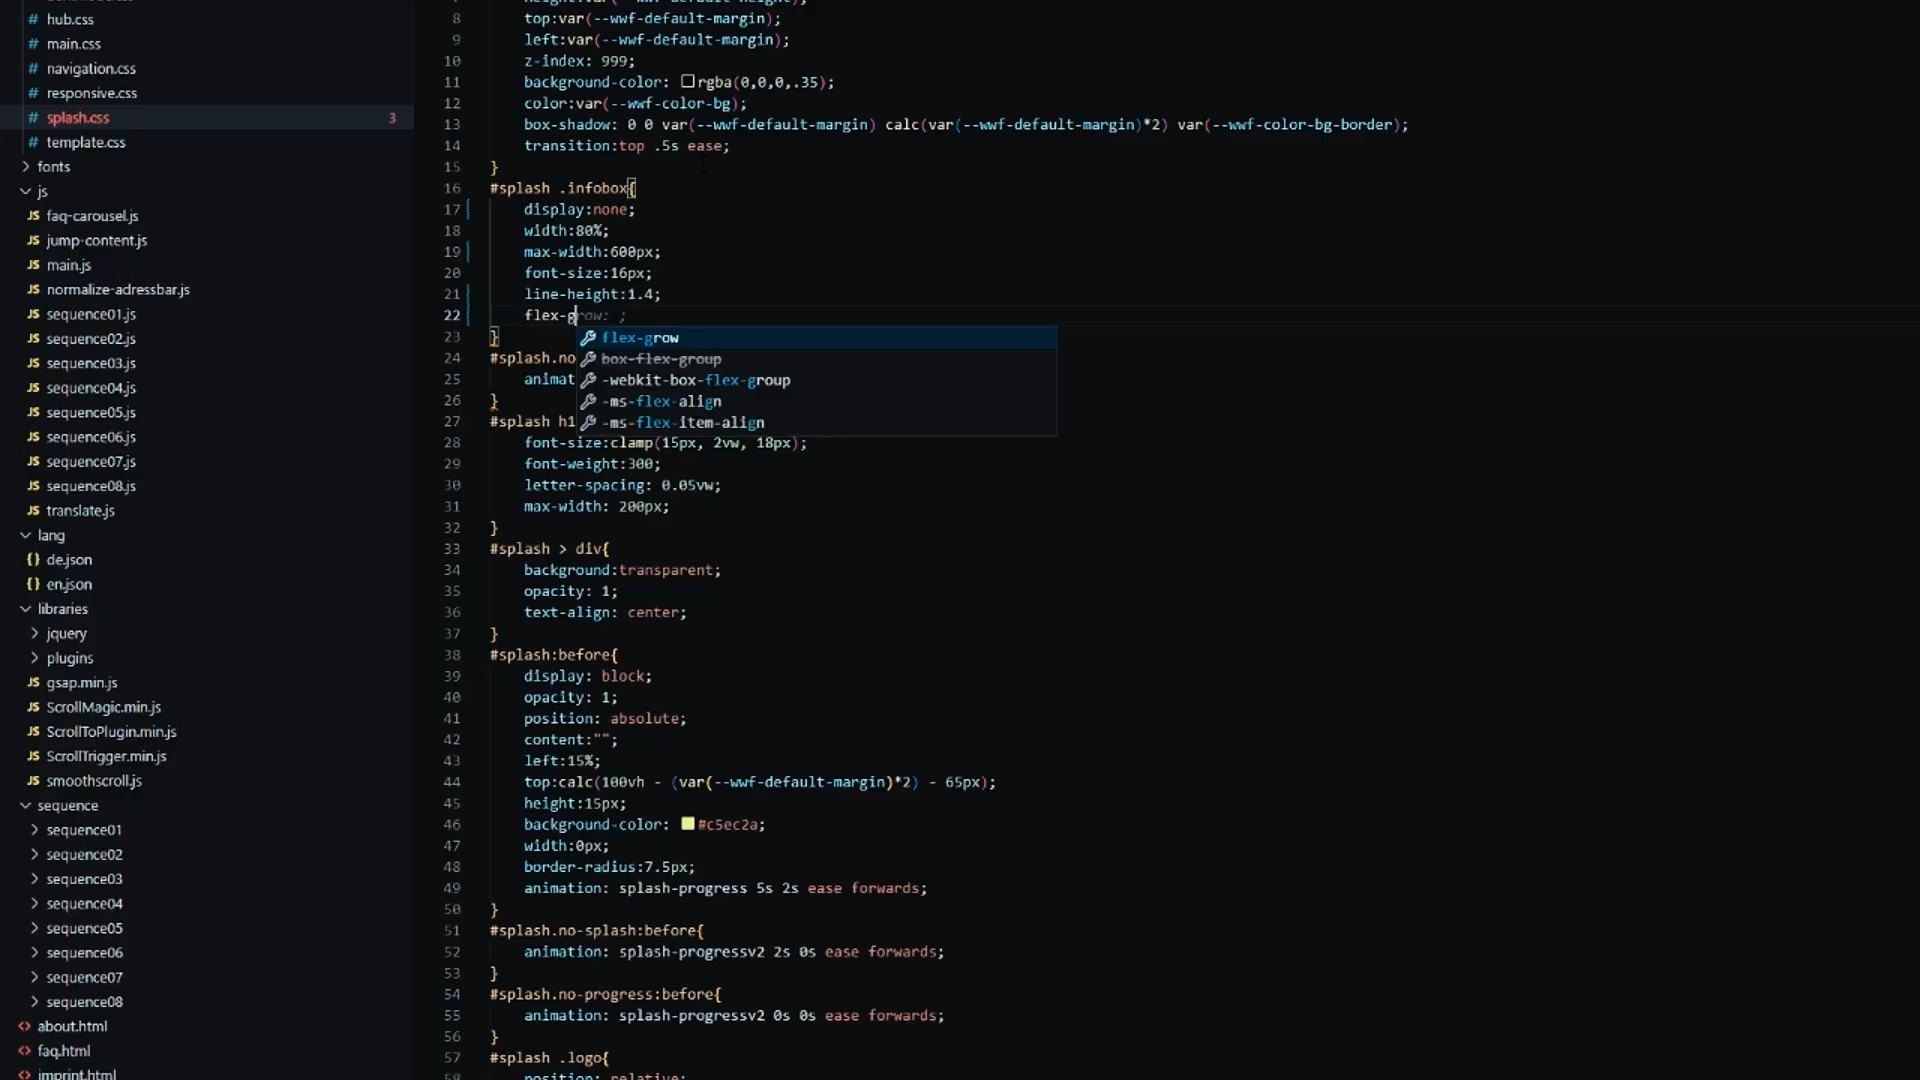 hub.css
main.css
navigation.css
responsive.css
splash.css 3
template.css
fonts
js
JS faq-carousel.js
JS jump-content.js
JS main.js
JS normalize-adressbar.js
JS sequence01.js
JS sequence02.js
JS sequence03.js
JS sequence04.js
JS sequence05.js
JS sequence06.js
JS sequence07.js
JS sequence08.js
JS translate.js
lang
{} de.json
{} en.json
libraries
jquery
plugins
JS gsap.min.js
JS ScrollMagic.min.js
JS ScrollToPlugin.min.js
JS ScrollTrigger.min.js
JS smoothscroll.js
sequence
sequence01
sequence02
sequence03
sequence04
sequence05
sequence06
sequence07
sequence08
<> about.html
<> faq.html
<> imprint.html
8 top:var(--wwf-default-margin);
9 left:var(--wwf-default-margin);
10 z-index: 999;
11 background-color: rgba(0,0,0,.35);
12 color:var(--wwf-color-bg);
13 box-shadow: 0 0 var(--wwf-default-margin) calc(var(--wwf-default-margin)*2) var(--wwf-color-bg-border);
14 transition:top .5s ease;
15 }
16 #splash .infobox{
17 display:none;
18 width:80%;
19 max-width:600px;
20 font-size:16px;
21 line-height:1.4;
22 flex-grow: ;
23 }
flex-grow
24 #splash.no
box-flex-group
25 animat
-webkit-box-flex-group
26 }
-ms-flex-align
27 #splash h1
-ms-flex-item-align
28 font-size:clamp(15px, 2vw, 18px);
29 font-weight:300;
30 letter-spacing: 0.05vw;
31 max-width: 200px;
32 }
33 #splash > div{
34 background:transparent;
35 opacity: 1;
36 text-align: center;
37 }
38 #splash:before{
39 display: block;
40 opacity: 1;
41 position: absolute;
42 content:"";
43 left:15%;
44 top:calc(100vh - (var(--wwf-default-margin)*2) - 65px);
45 height:15px;
46 background-color: #c5ec2a;
47 width:0px;
48 border-radius:7.5px;
49 animation: splash-progress 5s 2s ease forwards;
50 }
51 #splash.no-splash:before{
52 animation: splash-progressv2 2s 0s ease forwards;
53 }
54 #splash.no-progress:before{
55 animation: splash-progressv2 0s 0s ease forwards;
56 }
57 #splash .logo{
58 position: relative;